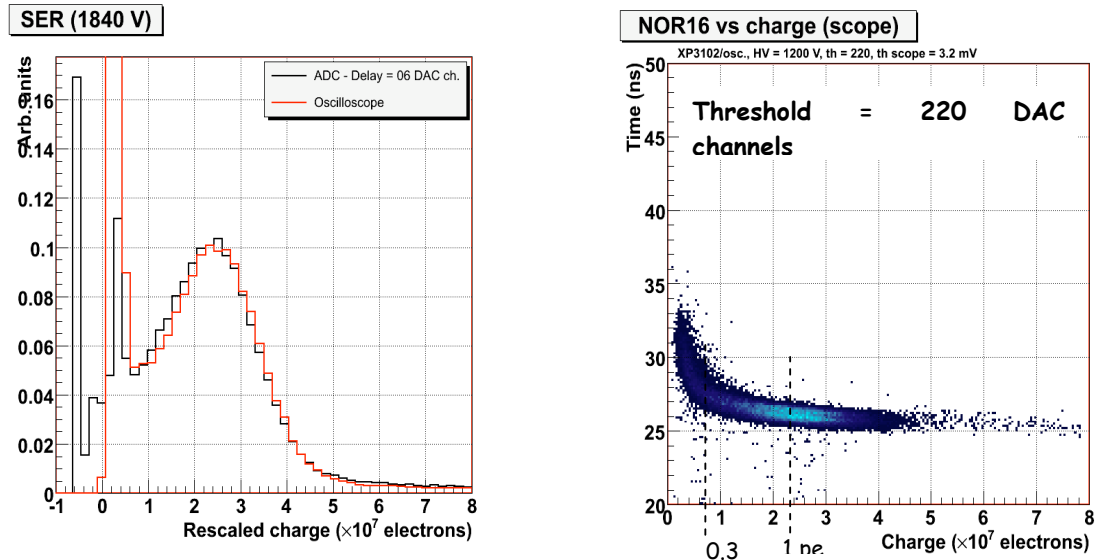 SER (1840 V)
Arb. units
0.16
0.14
0.12
0.1
0.08
0.06
0.04
0.02
0
-1 0 1 2 3 4 5 6 7 8
Rescaled charge (×10⁷ electrons)
ADC - Delay = 06 DAC ch.
Oscilloscope
NOR16 vs charge (scope)
XP3102/osc., HV = 1200 V, th = 220, th scope = 3.2 mV
Time (ns)
Threshold = 220 DAC
channels
50
45
40
35
30
25
20
0 1 2 3 4 5 6 7 8
0.3
1 pe
Charge (×10⁷ electrons)